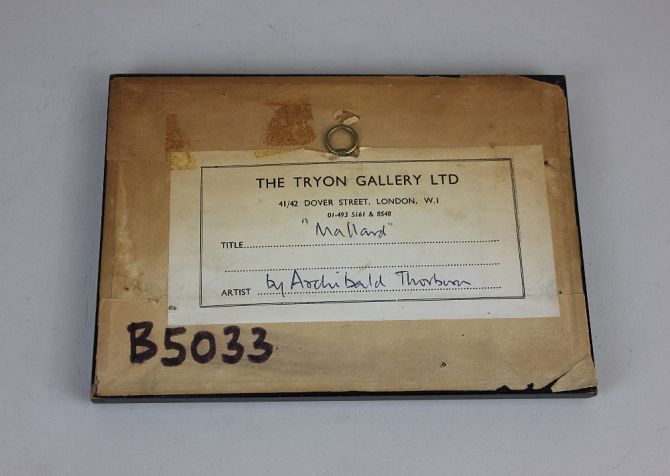 THE TRYON GALLERY LTD
41/42 DOVER STREET, LONDON, W.1
01-493 5161 & 8548
TITLE "Mallard"
ARTIST by Archibald Thorburn
B5033